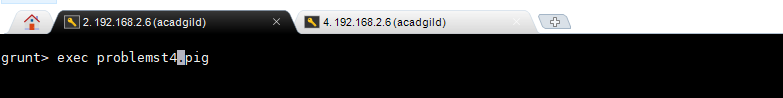 2. 192.168.2.6 (acadgild)
4. 192.168.2.6 (acadgild)
grunt> exec problemst4.pig